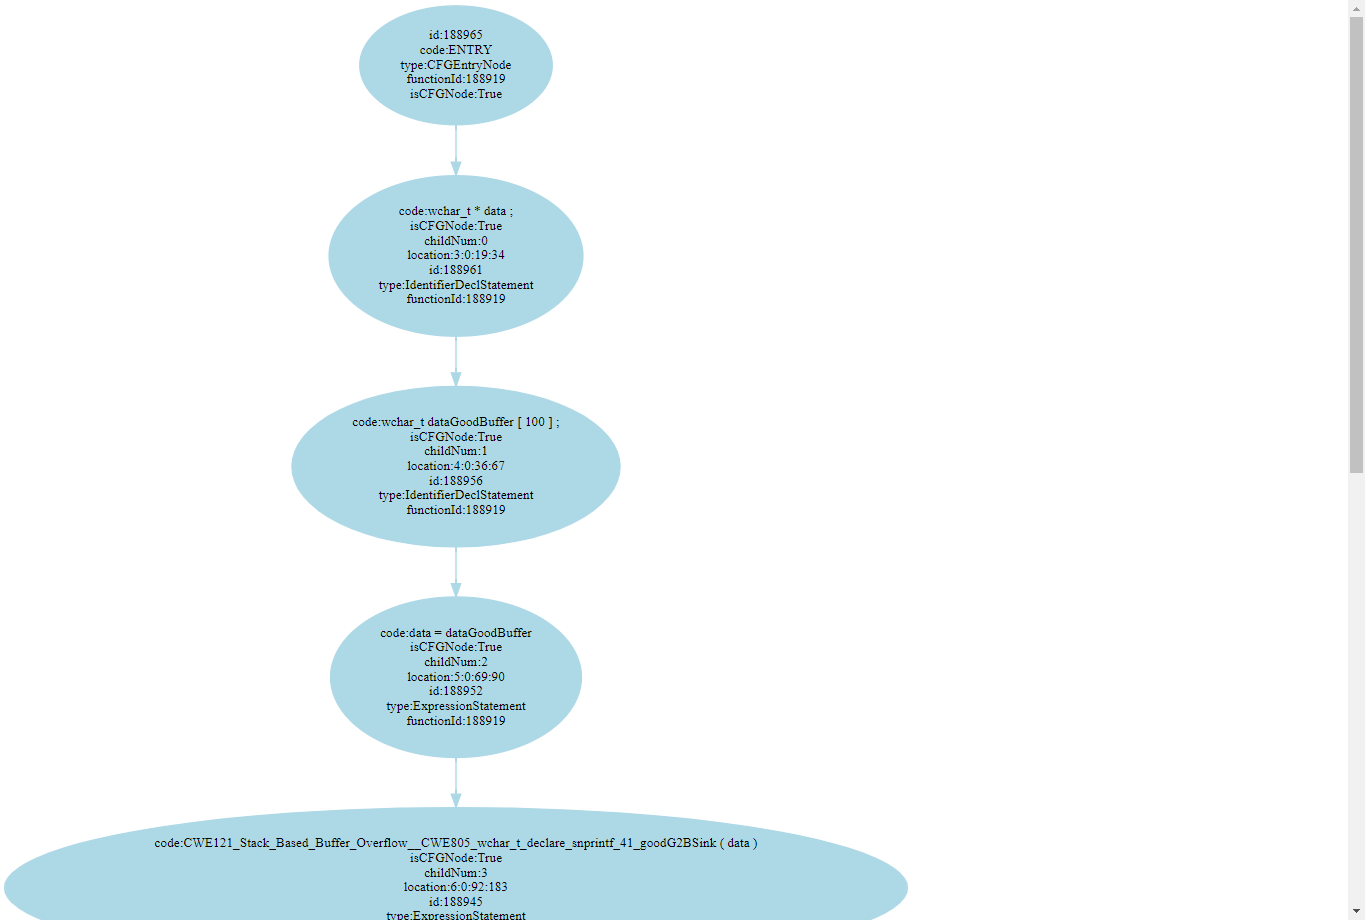 id:188965
code:ENTRY
type:CFGEntryNode
functionId:188919
isCFGNode:True
code:wchar_t * data ;
isCFGNode:True
childNum:0
location:3:0:19:34
id:188961
type:IdentifierDeclStatement
functionId:188919
code:wchar_t dataGoodBuffer [ 100 ] ;
isCFGNode:True
childNum:1
location:4:0:36:67
id:188956
type:IdentifierDeclStatement
functionId:188919
code:data = dataGoodBuffer
isCFGNode:True
childNum:2
location:5:0:69:90
id:188952
type:ExpressionStatement
functionId:188919
code:CWE121_Stack_Based_Buffer_Overflow__CWE805_wchar_t_declare_snprintf_41_goodG2BSink ( data )
isCFGNode:True
childNum:3
location:6:0:92:183
id:188945
type:ExpressionStatement